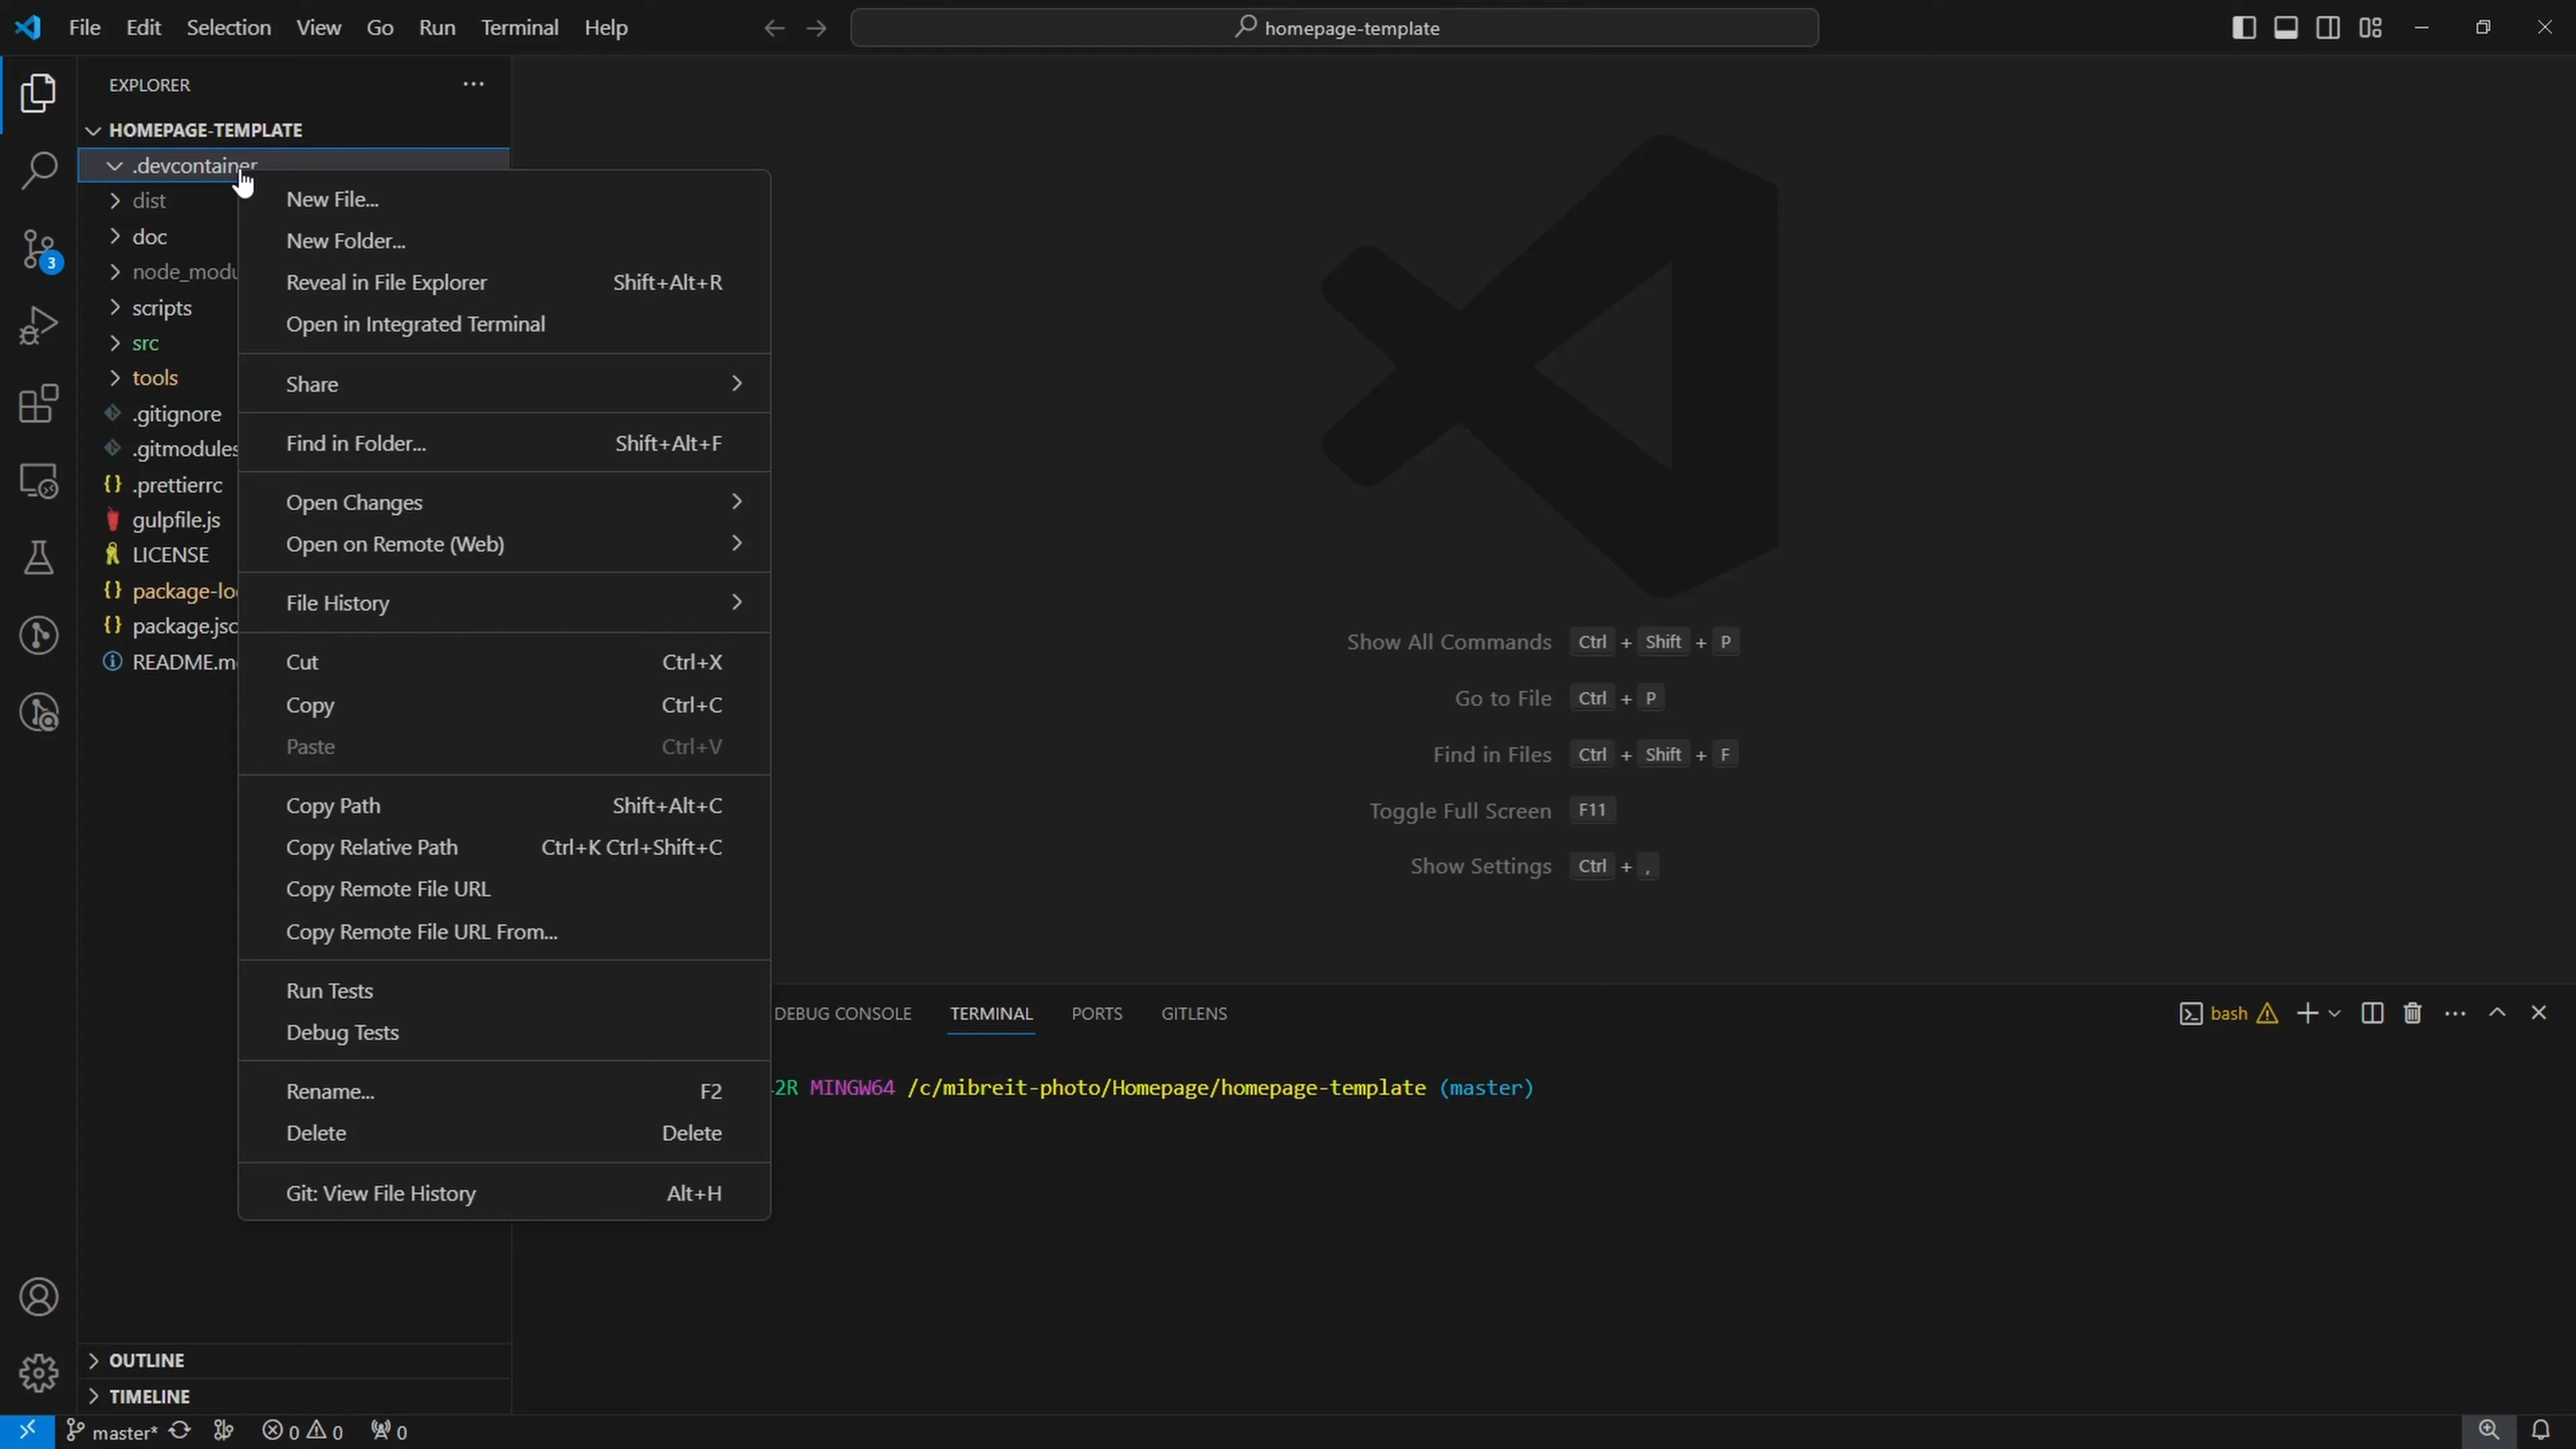 File Edit Selection View Go Run Terminal Help
homepage-template
EXPLORER
HOMEPAGE-TEMPLATE
.devcontainer
dist
doc
node_modu
scripts
src
tools
.gitignore
.gitmodules
.prettierrc
gulpfile.js
LICENSE
package-lo
package.jso
README.m
New File...
New Folder...
Reveal in File Explorer Shift+Alt+R
Open in Integrated Terminal
Share
Find in Folder... Shift+Alt+F
Open Changes
Open on Remote (Web)
File History
Cut Ctrl+X
Copy Ctrl+C
Paste Ctrl+V
Copy Path Shift+Alt+C
Copy Relative Path Ctrl+K Ctrl+Shift+C
Copy Remote File URL
Copy Remote File URL From...
Run Tests
Debug Tests
Rename... F2
Delete Delete
Git: View File History Alt+H
Show All Commands Ctrl + Shift + P
Go to File Ctrl + P
Find in Files Ctrl + Shift + F
Toggle Full Screen F11
Show Settings Ctrl + ,
DEBUG CONSOLE TERMINAL PORTS GITLENS
bash
2R MINGW64 /c/mibreit-photo/Homepage/homepage-template (master)
3
OUTLINE
TIMELINE
master* 0 0 0